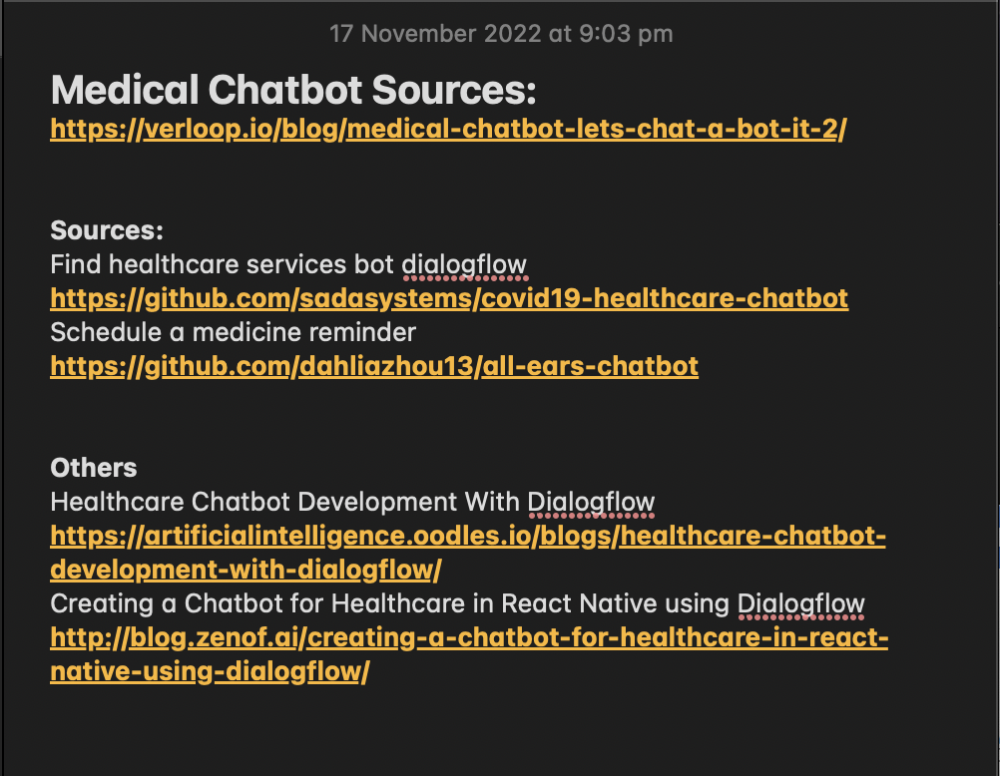 17 November 2022 at 9:03 pm
Medical Chatbot Sources:
https://verloop.io/blog/medical-chatbot-lets-chat-a-bot-it-2/
Sources:
Find healthcare services bot dialogflow
https://github.com/sadasystems/covid19-healthcare-chatbot
Schedule a medicine reminder
https://github.com/dahliazhou13/all-ears-chatbot
Others
Healthcare Chatbot Development With Dialogflow
https://artificialintelligence.oodles.io/blogs/healthcare-chatbot-
development-with-dialogflow/
Creating a Chatbot for Healthcare in React Native using Dialogflow
http://blog.zenof.ai/creating-a-chatbot-for-healthcare-in-react-
native-using-dialogflow/